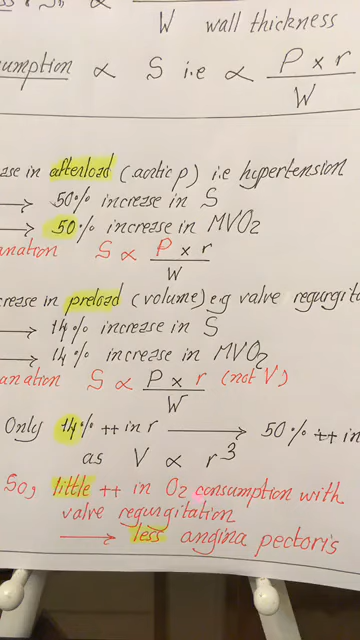 W wall thickness
umption ∝ S i.e ∝ P × r
W
ase in afterload (aortic p) i.e hypertension
→ 50% increase in S
→ 50% increase in MVO2
anation S ∝ P × r
W
crease in preload (volume) e.g valve regurgita
→ 14% increase in S
→ 14% increase in MVO2
anation S ∝ P × r (not V)
W
Only 14% ++ in r → 50% ++ in
as V ∝ r3
So, little ++ in O2 consumption with
valve regurgitation
→ less angina pectoris